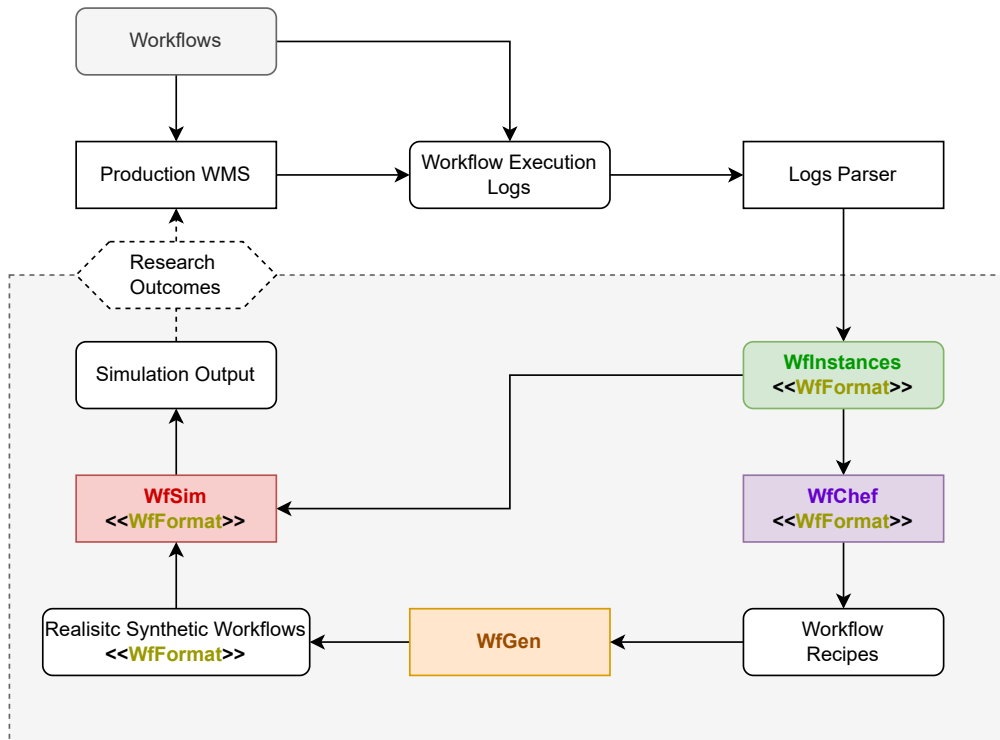 Workflows
Production WMS
Workflow Execution
Logs
Logs Parser
Research
Outcomes
Simulation Output
WfInstances
<<WfFormat>>
WfSim
<<WfFormat>>
WfChef
<<WfFormat>>
Realisitc Synthetic Workflows
<<WfFormat>>
WfGen
Workflow
Recipes